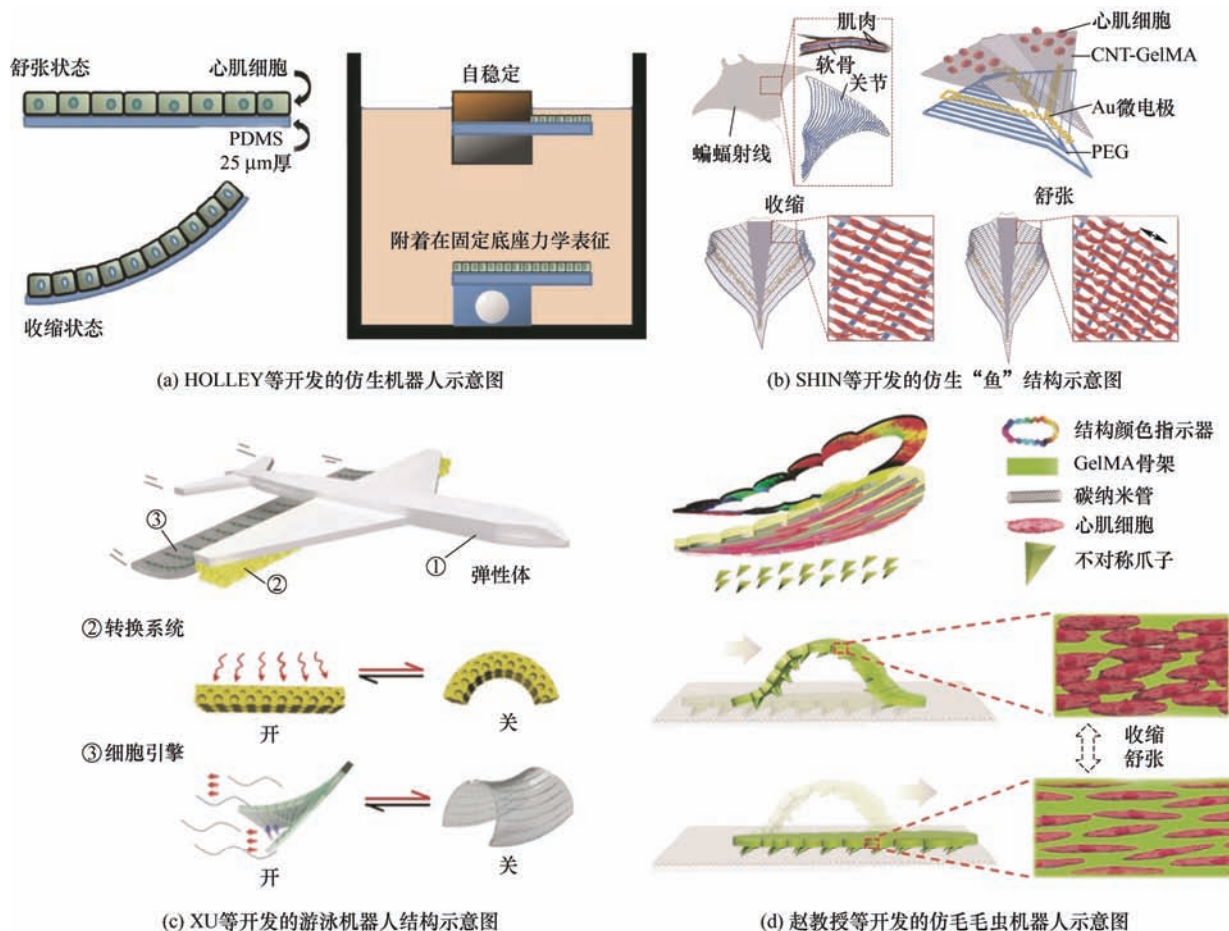 舒张状态
心肌细胞
PDMS
25 μm厚
收缩状态
自稳定
附着在固定底座力学表征
(a) HOLLEY等开发的仿生机器人示意图
肌肉
软骨
关节
蝙蝠射线
心肌细胞
CNT-GelMA
Au微电极
PEG
收缩
舒张
(b) SHIN等开发的仿生“鱼”结构示意图
③
②
①
弹性体
②转换系统
开
关
③细胞引擎
开
关
(c) XU等开发的游泳机器人结构示意图
结构颜色指示器
GelMA骨架
碳纳米管
心肌细胞
不对称爪子
收缩
舒张
(d) 赵教授等开发的仿毛毛虫机器人示意图